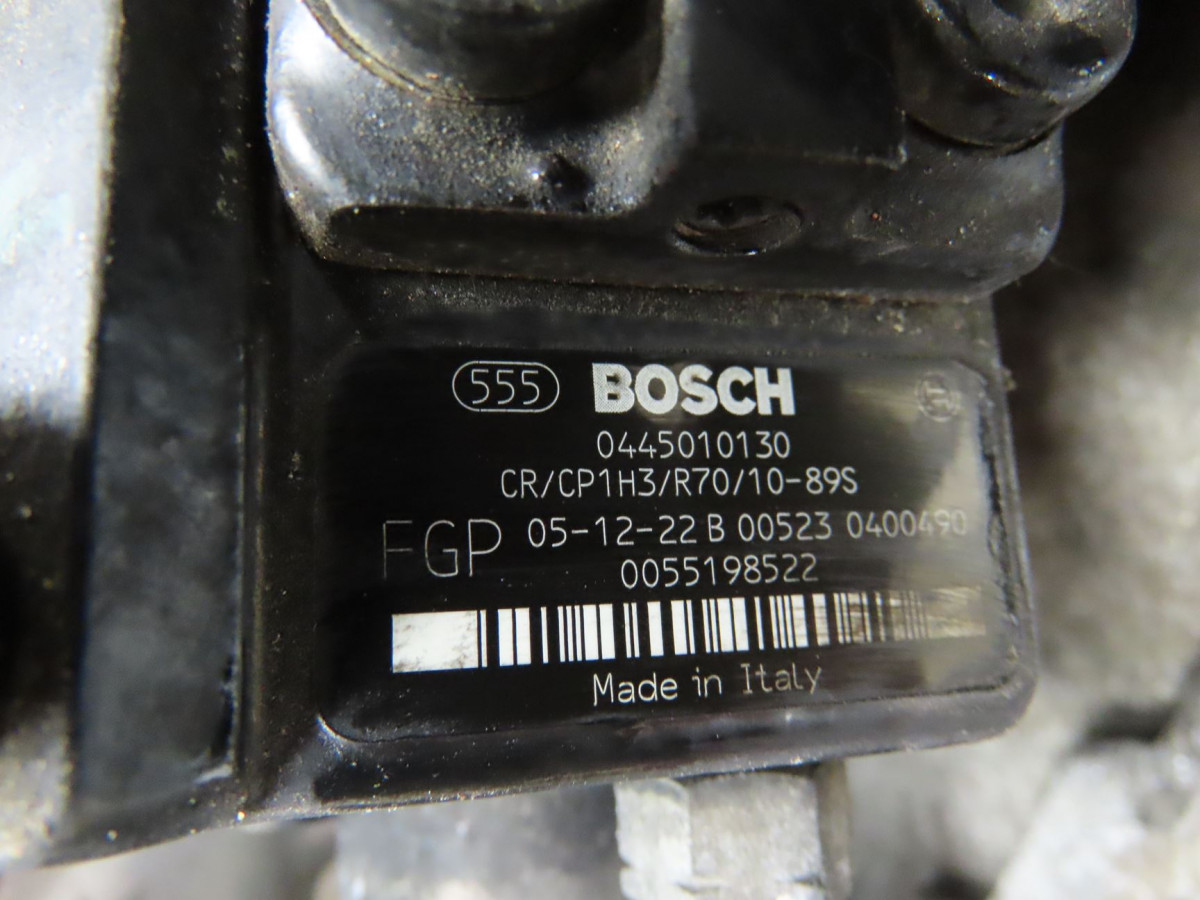 555 BOSCH
0445010130
CR/CP1H3/R70/10-89S
FGP 05-12-22 B 00523 0400490
0055198522
Made in Italy